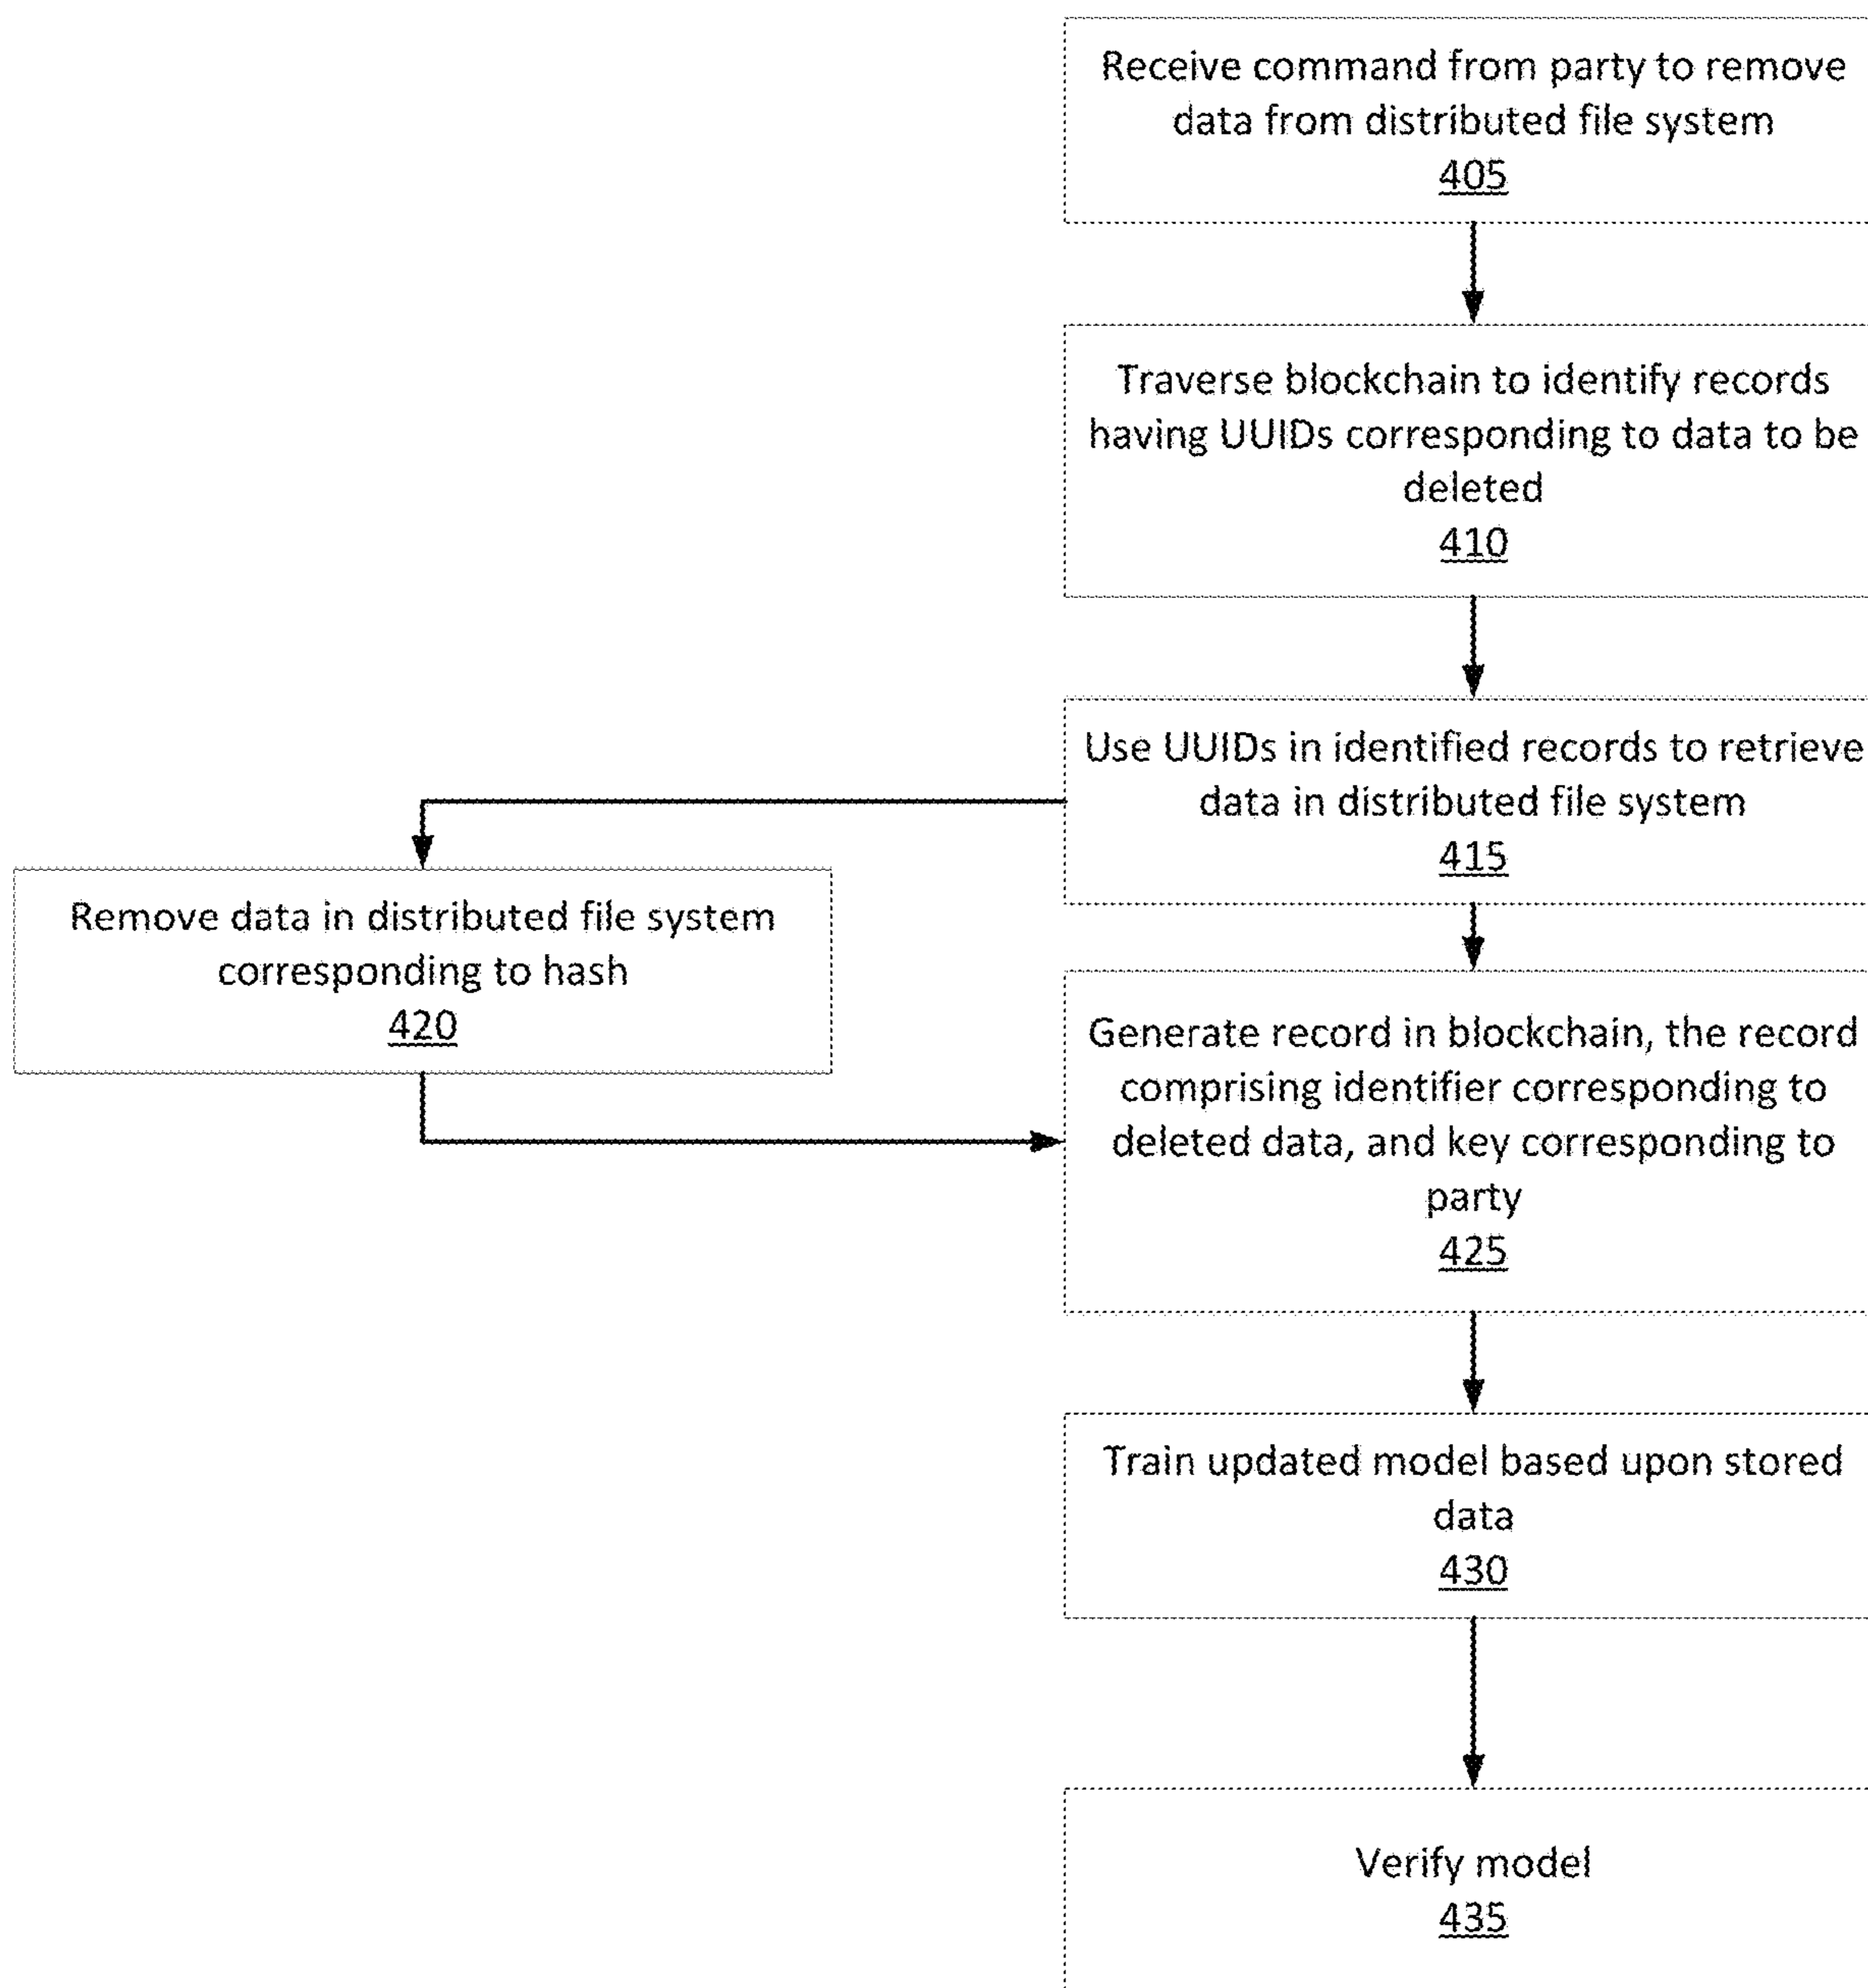 Receive command from party to remove
data from distributed file system
405
Traverse blockchain to identify records
having UUIDs corresponding to data to be
deleted
410
Use UUIDs in identified records to retrieve
data in distributed file system
415
Remove data in distributed file system
corresponding to hash
420
Generate record in blockchain, the record
comprising identifier corresponding to
deleted data, and key corresponding to
party
425
Train updated model based upon stored
data
430
Verify model
435